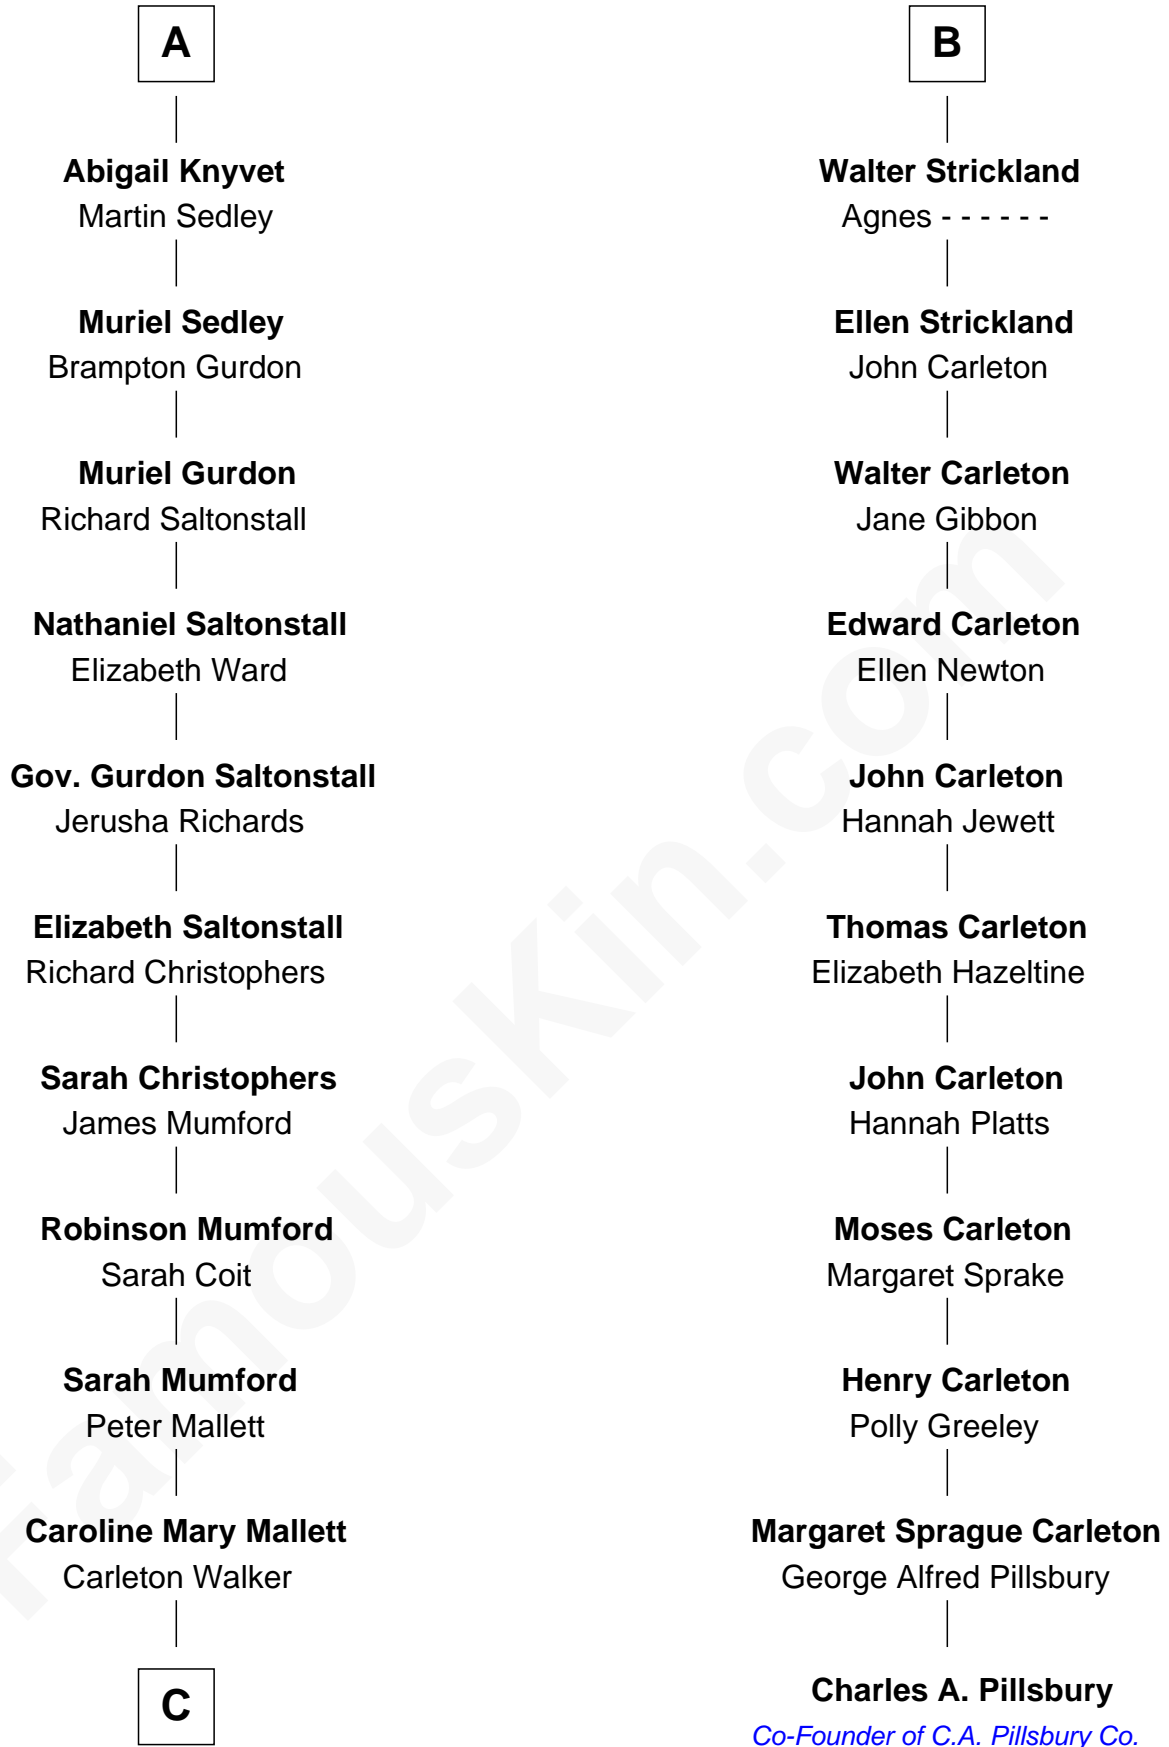 A
Abigail Knyvet
Martin Sedley
Muriel Sedley
Brampton Gurdon
Muriel Gurdon
Richard Saltonstall
Nathaniel Saltonstall
Elizabeth Ward
Gov. Gurdon Saltonstall
Jerusha Richards
Elizabeth Saltonstall
Richard Christophers
Sarah Christophers
James Mumford
Robinson Mumford
Sarah Coit
Sarah Mumford
Peter Mallett
Caroline Mary Mallett
Carleton Walker
C
B
Walter Strickland
Agnes - - - - - -
Ellen Strickland
John Carleton
Walter Carleton
Jane Gibbon
Edward Carleton
Ellen Newton
John Carleton
Hannah Jewett
Thomas Carleton
Elizabeth Hazeltine
John Carleton
Hannah Platts
Moses Carleton
Margaret Sprake
Henry Carleton
Polly Greeley
Margaret Sprague Carleton
George Alfred Pillsbury
Charles A. Pillsbury
Co-Founder of C.A. Pillsbury Co.
FamousKin.com